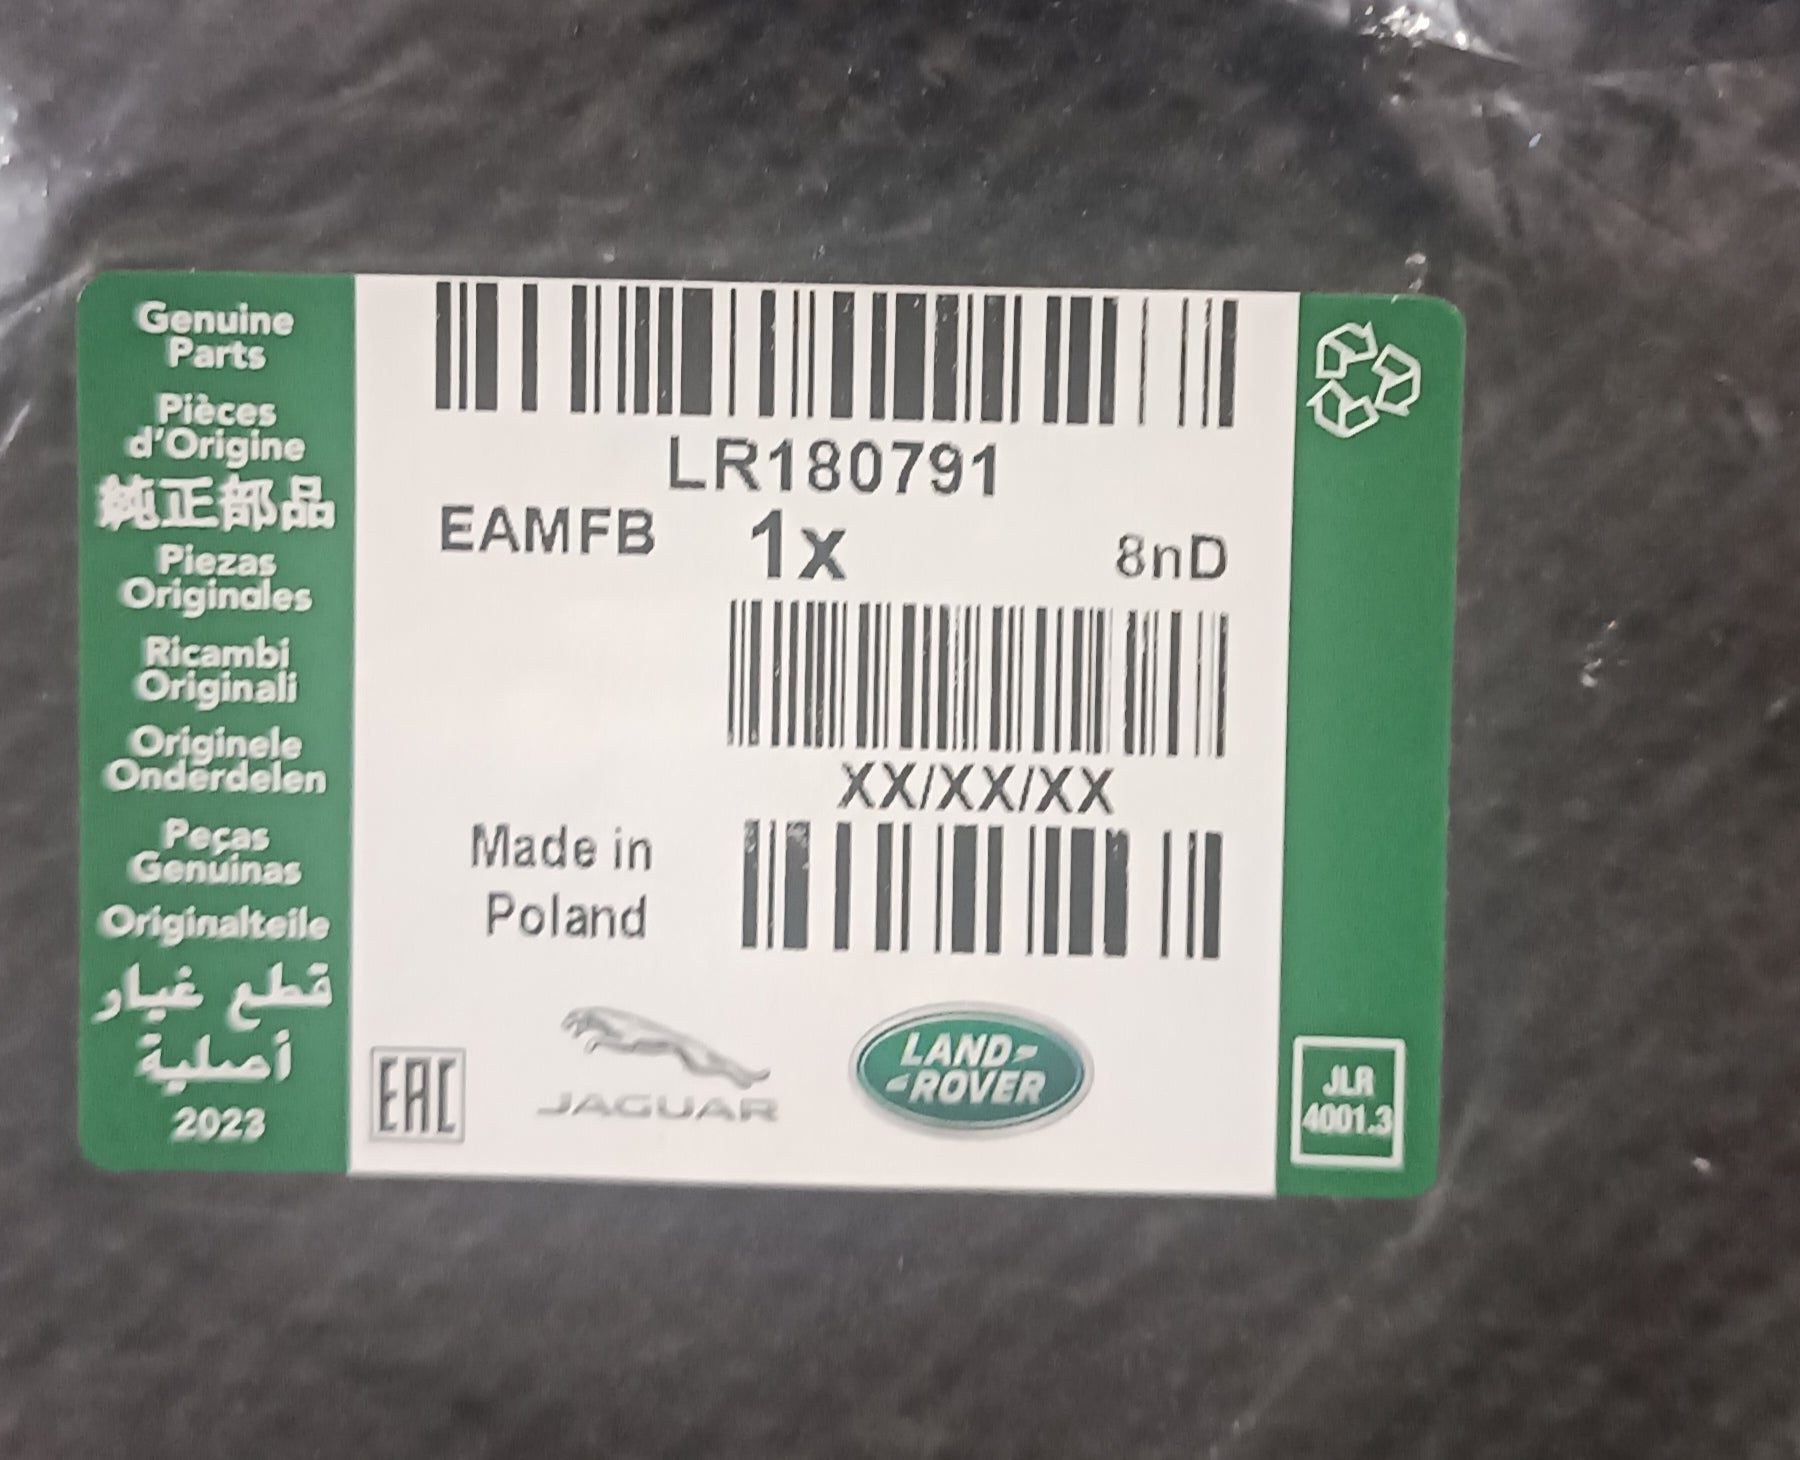 Genuine
Parts
Pièces
d'Origine
純正部品
Piezas
Originales
Ricambi
Originali
Originele
Onderdelen
Peças
Genuínas
Originalteile
قطع غيار
أصلية
2023
LR180791
EAMFB 1x 8nD
XX/XX/XX
Made in
Poland
EAC
JAGUAR
LAND-
-ROVER
JLR
4001.3